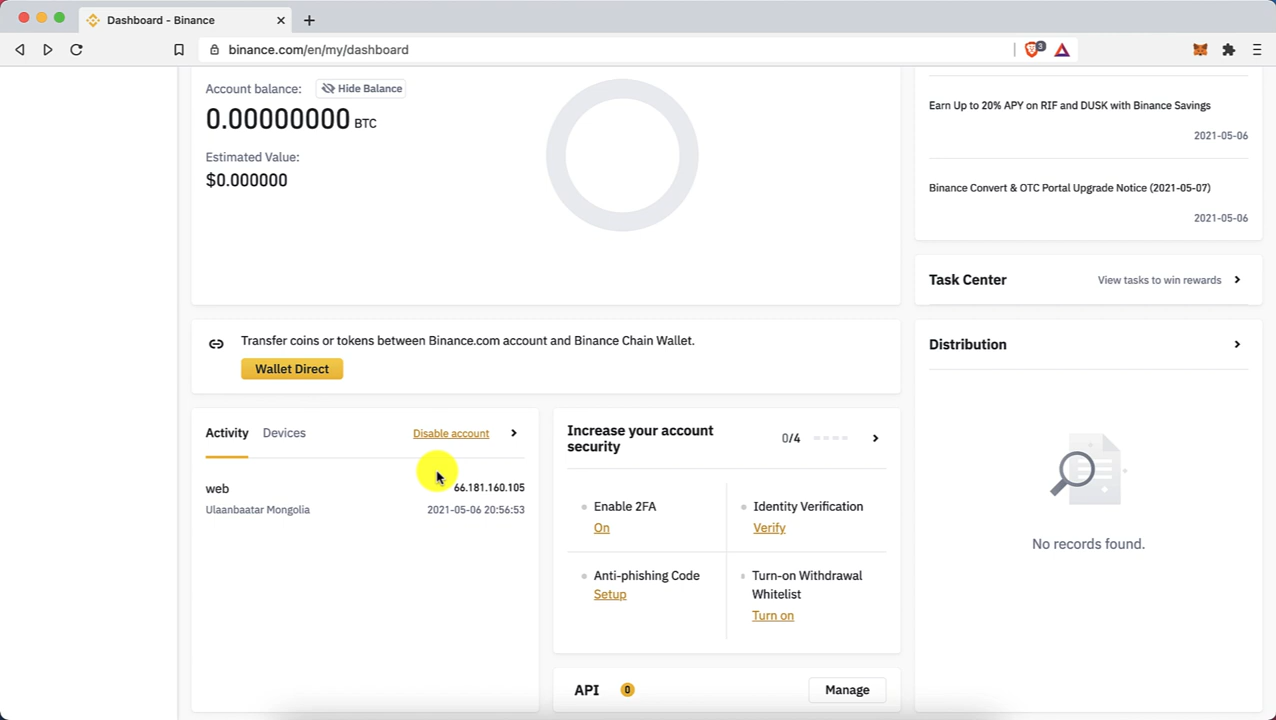 Dashboard - Binance
binance.com/en/my/dashboard
3
Account balance:
Hide Balance
0.00000000 BTC
Estimated Value:
$0.000000
Earn Up to 20% APY on RIF and DUSK with Binance Savings
2021-05-06
Binance Convert & OTC Portal Upgrade Notice (2021-05-07)
2021-05-06
Task Center
View tasks to win rewards
Transfer coins or tokens between Binance.com account and Binance Chain Wallet.
Wallet Direct
Distribution
No records found.
Activity
Devices
Disable account
web
66.181.160.105
Ulaanbaatar Mongolia
2021-05-06 20:56:53
Increase your account
security
0/4
Enable 2FA
On
Identity Verification
Verify
Anti-phishing Code
Setup
Turn-on Withdrawal
Whitelist
Turn on
API
0
Manage